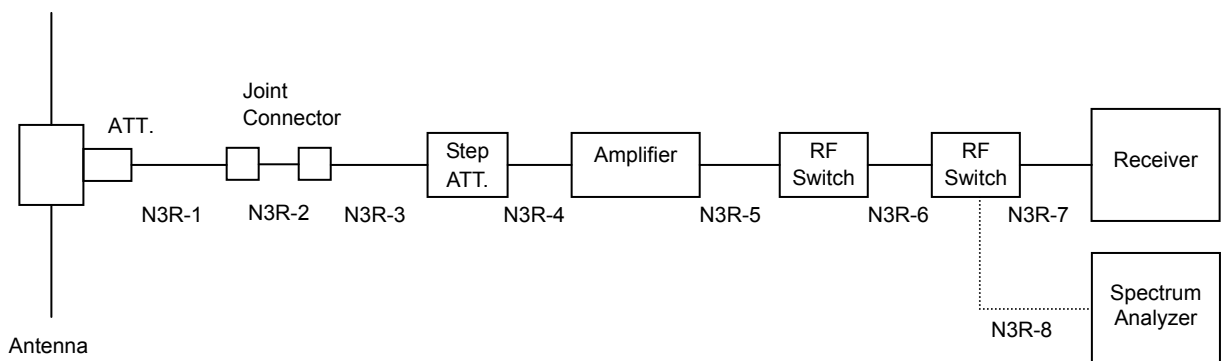 Joint
Connector
ATT.
Step
ATT.
Amplifier
RF
Switch
RF
Switch
Receiver
N3R-1
N3R-2
N3R-3
N3R-4
N3R-5
N3R-6
N3R-7
Spectrum
Analyzer
N3R-8
Antenna